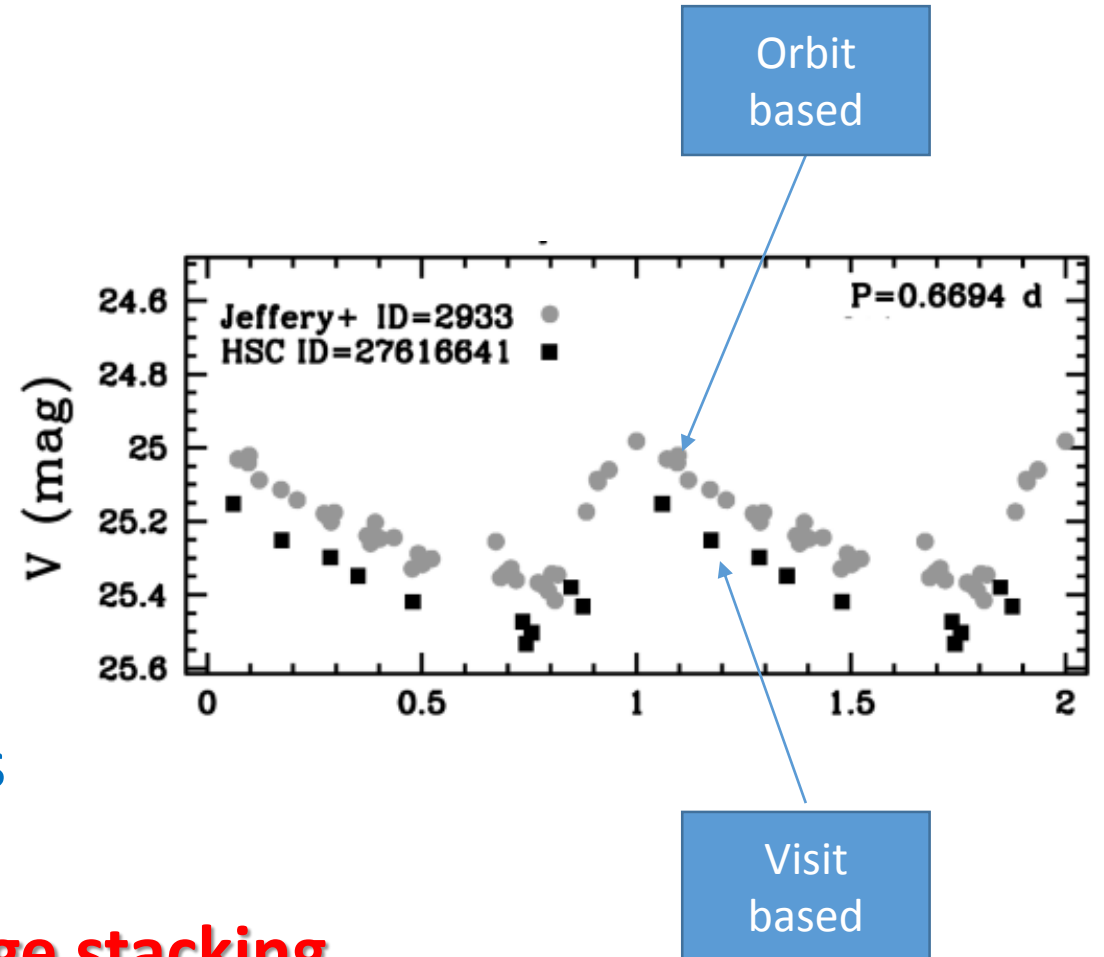 Orbit
based
24.6
24.8
25
25.2
25.4
25.6
V (mag)
Jeffery+ ID=2933
HSC ID=27616641
P=0.6694 d
0
0.5
1
1.5
2
Visit
based
stacking